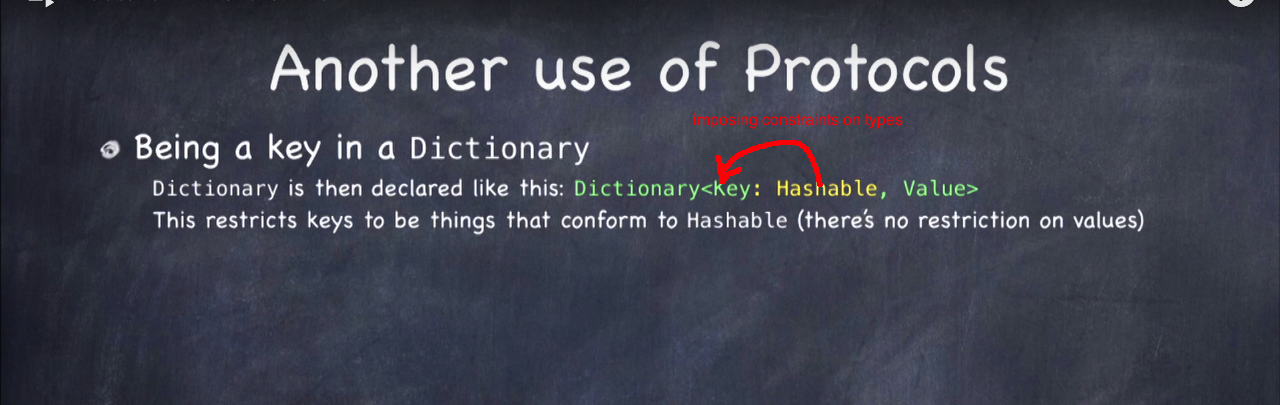 Another use of Protocols
Imposing constraints on types
Being a key in a Dictionary
Dictionary is then declared like this: Dictionary<Key: Hashable, Value>
This restricts keys to be things that conform to Hashable (there's no restriction on values)